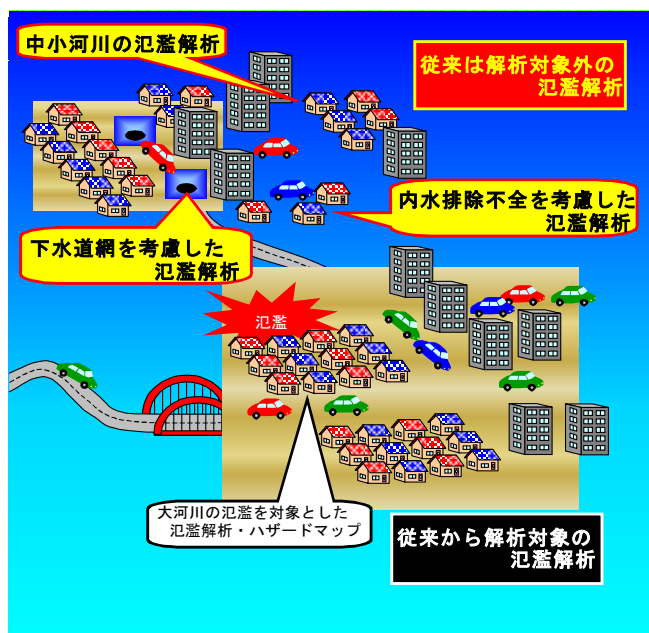 中小河川の氾濫解析
従来は解析対象外の
氾濫解析
内水排除不全を考慮した
氾濫解析
下水道網を考慮した
氾濫解析
氾濫
大河川の氾濫を対象とした
氾濫解析・ハザードマップ
従来から解析対象の
氾濫解析